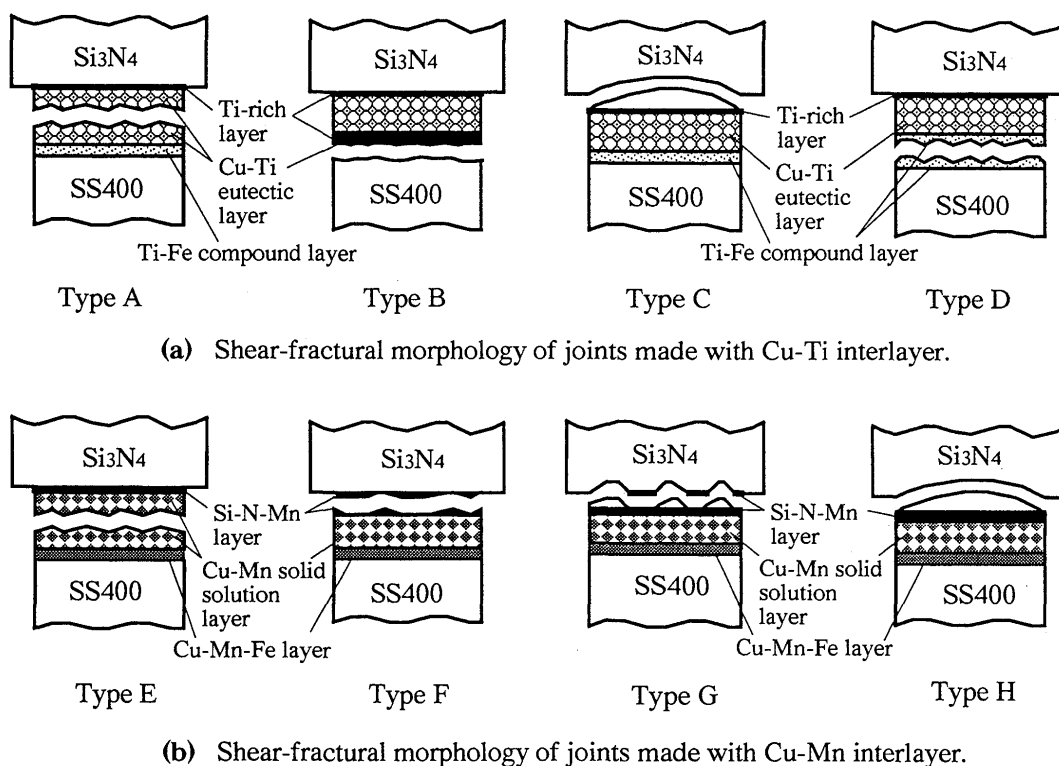 Si3N4
Si3N4
Si3N4
Si3N4
Ti-rich
layer
Cu-Ti
eutectic
layer
Ti-rich
layer
Cu-Ti
eutectic
layer
SS400
SS400
SS400
SS400
Ti-Fe compound layer
Ti-Fe compound layer
Type A
Type B
Type C
Type D
(a) Shear-fractural morphology of joints made with Cu-Ti interlayer.
Si3N4
Si3N4
Si3N4
Si3N4
Si-N-Mn
layer
Cu-Mn solid
solution
layer
Si-N-Mn
layer
Cu-Mn solid
solution
layer
SS400
SS400
SS400
SS400
Cu-Mn-Fe layer
Cu-Mn-Fe layer
Type E
Type F
Type G
Type H
(b) Shear-fractural morphology of joints made with Cu-Mn interlayer.